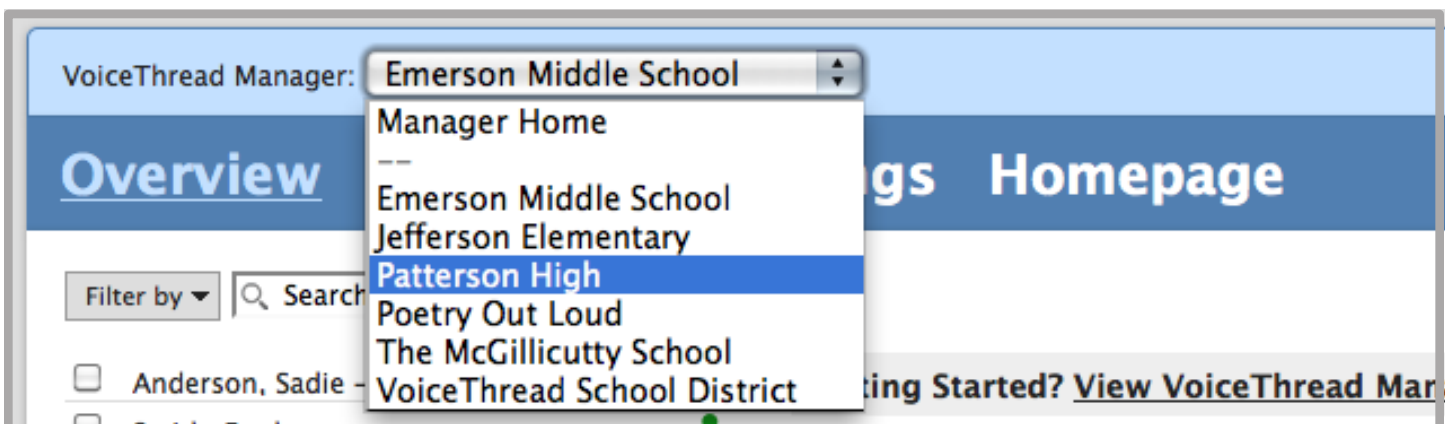 VoiceThread Manager: Emerson Middle School
Manager Home
--
Overview ngs Homepage
Emerson Middle School
Jefferson Elementary
Patterson High
Filter by Search
Poetry Out Loud
The McGillicutty School
Anderson, Sadie - ting Started? View VoiceThread Man
VoiceThread School District